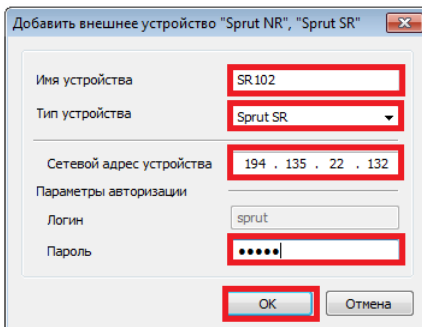 Добавить внешнее устройство "Sprut NR", "Sprut SR"
Имя устройства SR102
Тип устройства Sprut SR
Сетевой адрес устройства 194 . 135 . 22 . 132
Параметры авторизации
Логин sprut
Пароль •••••
OK Отмена